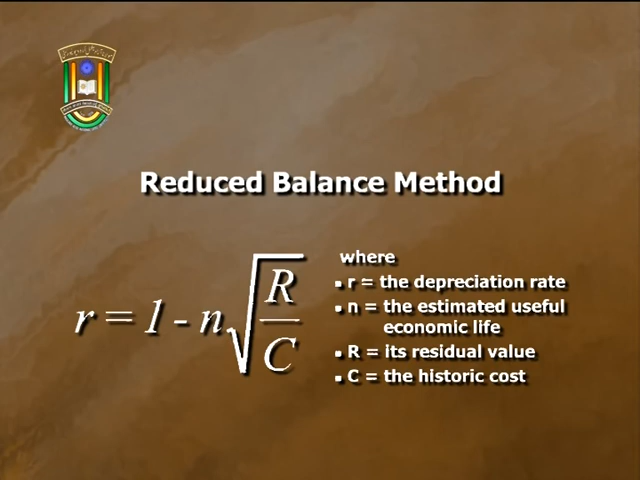 Reduced Balance Method
r = 1 - n√R/C
where
▪ r = the depreciation rate
▪ n = the estimated useful
economic life
▪ R = its residual value
▪ C = the historic cost